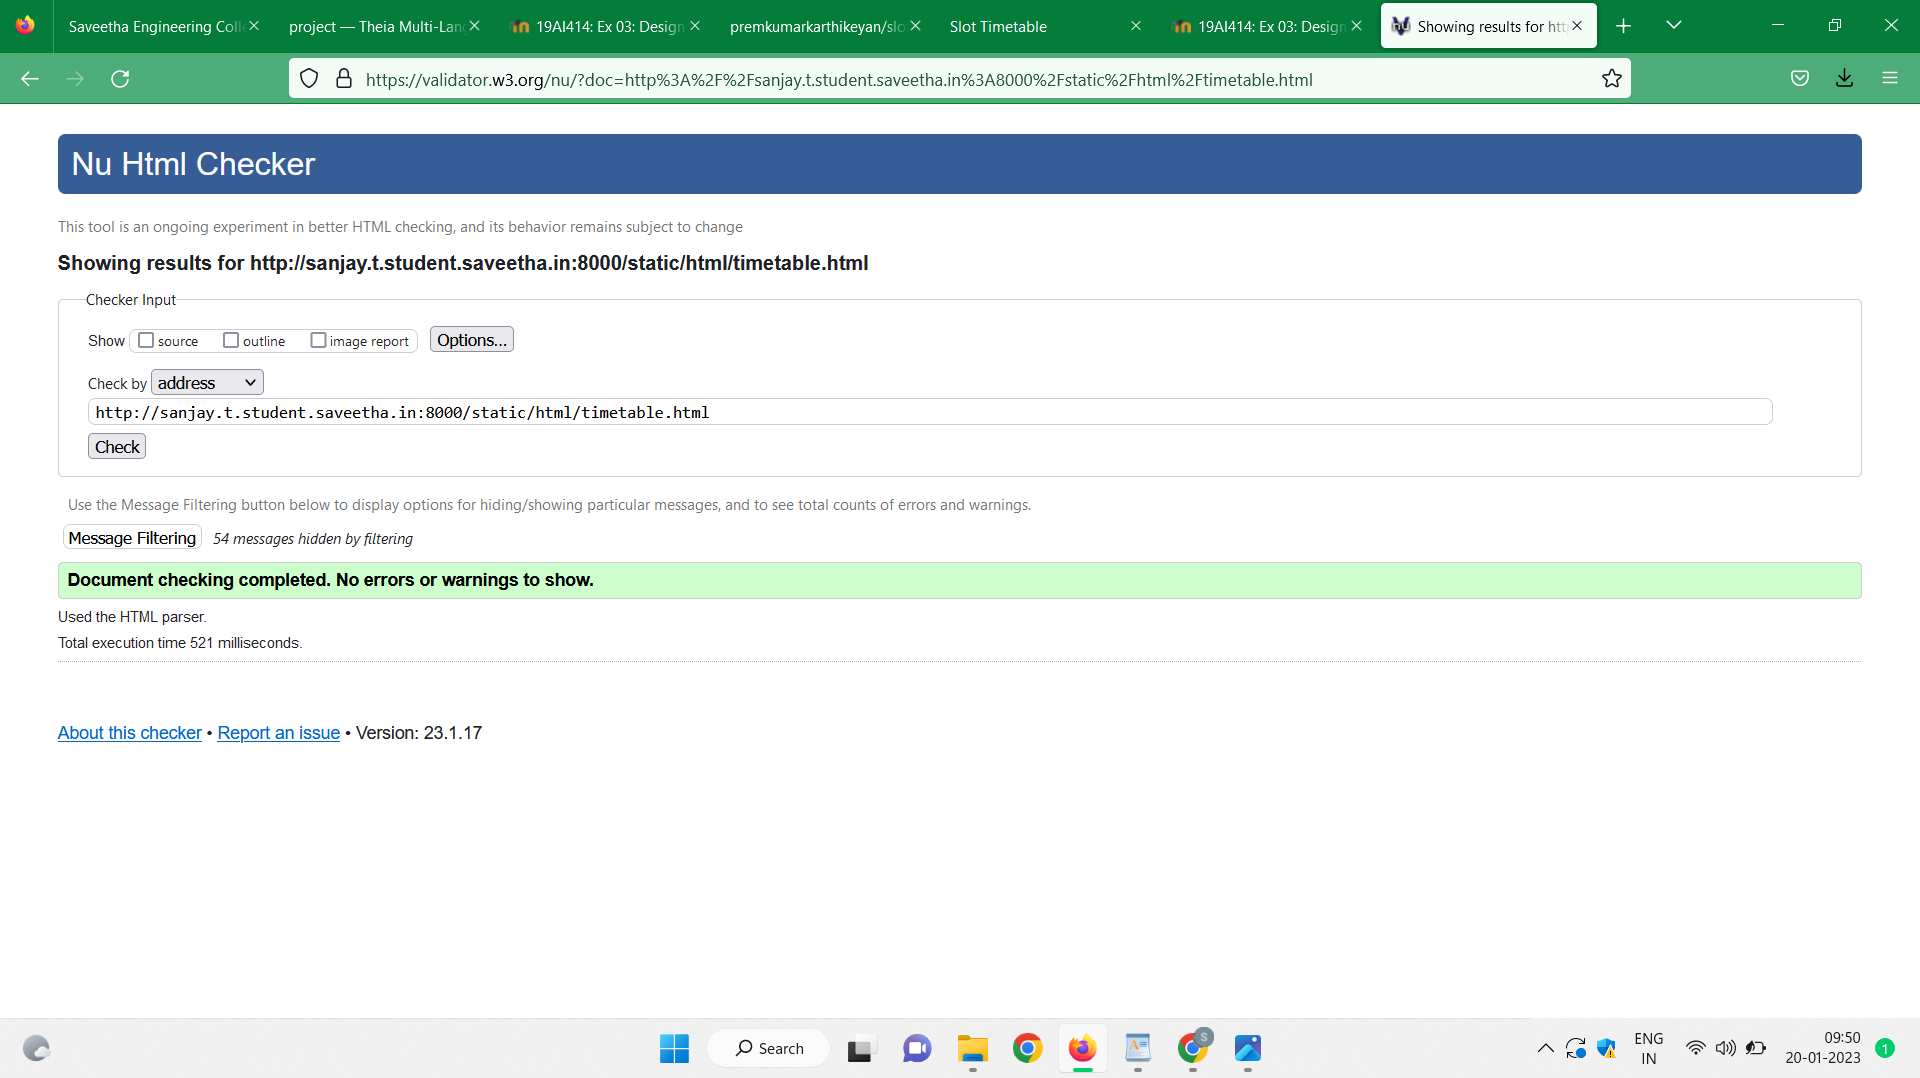 Saveetha Engineering Coll
project — Theia Multi-Lan
19AI414: Ex 03: Design
premkumarkarthikeyan/slo
Slot Timetable
19AI414: Ex 03: Design
Showing results for htt
https://validator.w3.org/nu/?doc=http%3A%2F%2Fsanjay.t.student.saveetha.in%3A8000%2Fstatic%2Fhtml%2Ftimetable.html
Nu Html Checker
This tool is an ongoing experiment in better HTML checking, and its behavior remains subject to change
Showing results for http://sanjay.t.student.saveetha.in:8000/static/html/timetable.html
Checker Input
Show source outline image report Options...
Check by address
http://sanjay.t.student.saveetha.in:8000/static/html/timetable.html
Check
Use the Message Filtering button below to display options for hiding/showing particular messages, and to see total counts of errors and warnings.
Message Filtering 54 messages hidden by filtering
Document checking completed. No errors or warnings to show.
Used the HTML parser.
Total execution time 521 milliseconds.
About this checker • Report an issue • Version: 23.1.17
Search
S
ENG
IN
09:50
20-01-2023
1